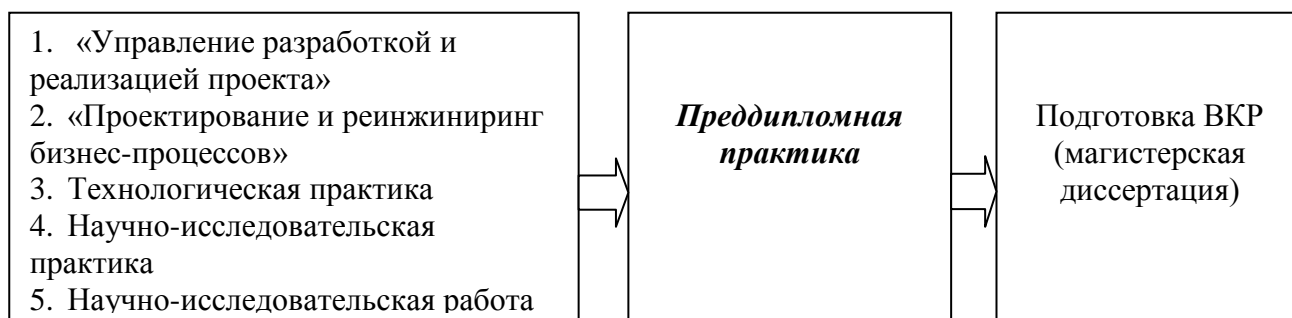 1. «Управление разработкой и
реализацией проекта»
2. «Проектирование и реинжиниринг
бизнес-процессов»
3. Технологическая практика
4. Научно-исследовательская
практика
5. Научно-исследовательская работа
Преддипломная
практика
Подготовка ВКР
(магистерская
диссертация)